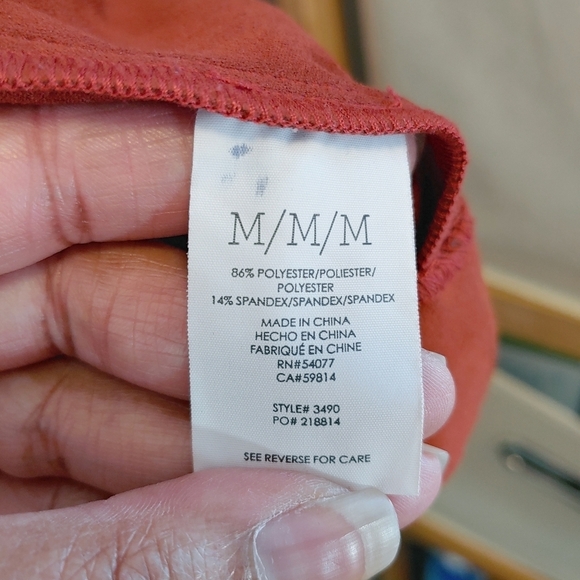 M/M/M
86% POLYESTER/POLIESTER/
POLYESTER
14% SPANDEX/SPANDEX/SPANDEX
MADE IN CHINA
HECHO EN CHINA
FABRIQUÉ EN CHINE
RN#54077
CA#59814
STYLE# 3490
PO# 218814
SEE REVERSE FOR CARE